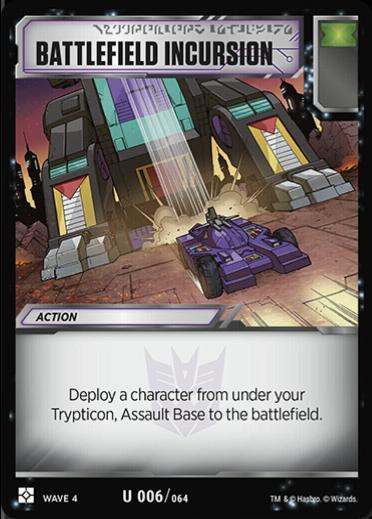 BATTLEFIELD INCURSION
ACTION
Deploy a character from under your
Trypticon, Assault Base to the battlefield.
WAVE 4 U 006/064 TM & © Hasbro. © Wizards.